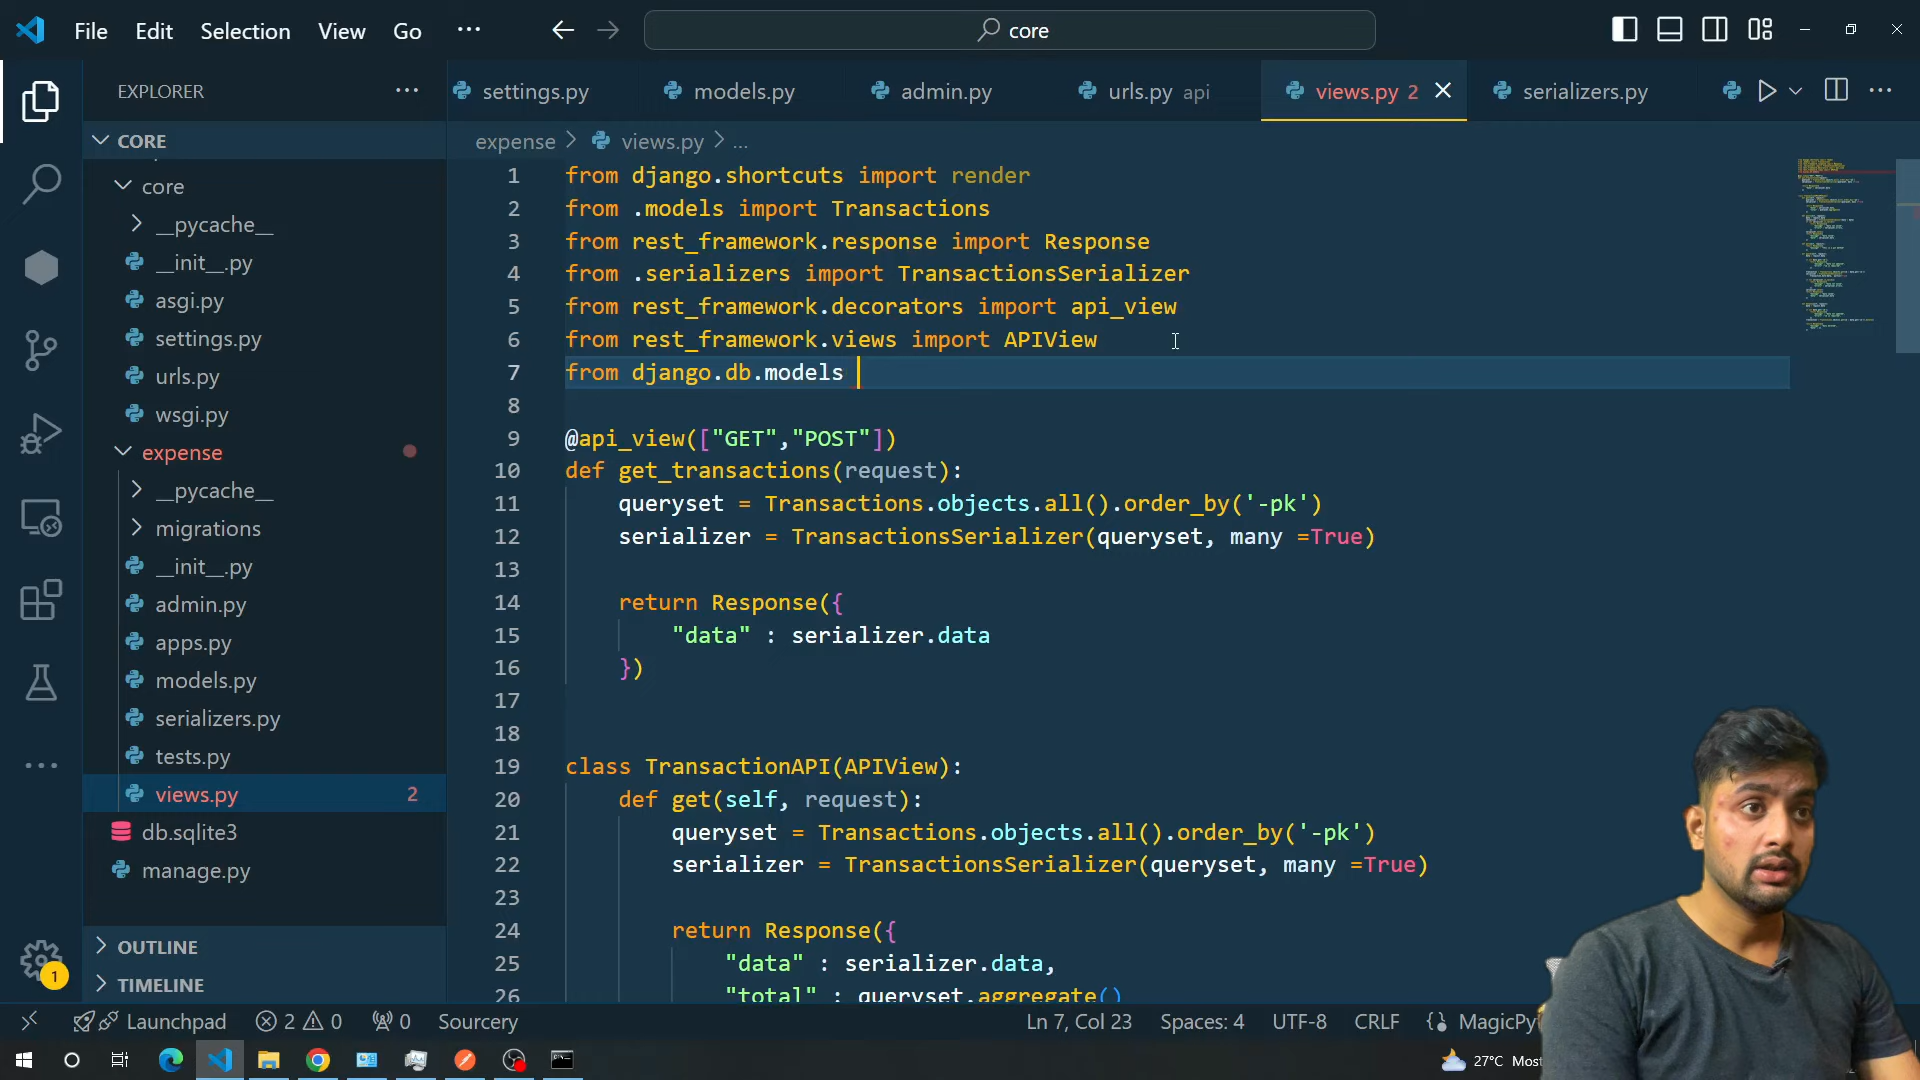 File Edit Selection View Go ... core
EXPLORER ...
settings.py models.py admin.py urls.py api views.py 2 serializers.py
CORE
expense > views.py > ...
core
__pycache__
__init__.py
asgi.py
settings.py
urls.py
wsgi.py
expense
__pycache__
migrations
__init__.py
admin.py
apps.py
models.py
serializers.py
tests.py
views.py 2
db.sqlite3
manage.py
OUTLINE
TIMELINE
1
1 from django.shortcuts import render
2 from .models import Transactions
3 from rest_framework.response import Response
4 from .serializers import TransactionsSerializer
5 from rest_framework.decorators import api_view
6 from rest_framework.views import APIView
7 from django.db.models
8
9 @api_view(["GET","POST"])
10 def get_transactions(request):
11 queryset = Transactions.objects.all().order_by('-pk')
12 serializer = TransactionsSerializer(queryset, many =True)
13
14 return Response({
15 "data" : serializer.data
16 })
17
18
19 class TransactionAPI(APIView):
20 def get(self, request):
21 queryset = Transactions.objects.all().order_by('-pk')
22 serializer = TransactionsSerializer(queryset, many =True)
23
24 return Response({
25 "data" : serializer.data,
26 "total" : queryset.aggregate()
Launchpad 2 0 0 Sourcery Ln 7, Col 23 Spaces: 4 UTF-8 CRLF MagicPy
27°C Most